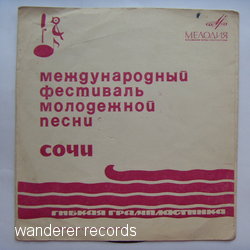 МЕЛОДИЯ
международный
фестиваль
молодежной
песни
сочи
ГИБКАЯ ГРАМПЛАСТИНКА
wanderer records